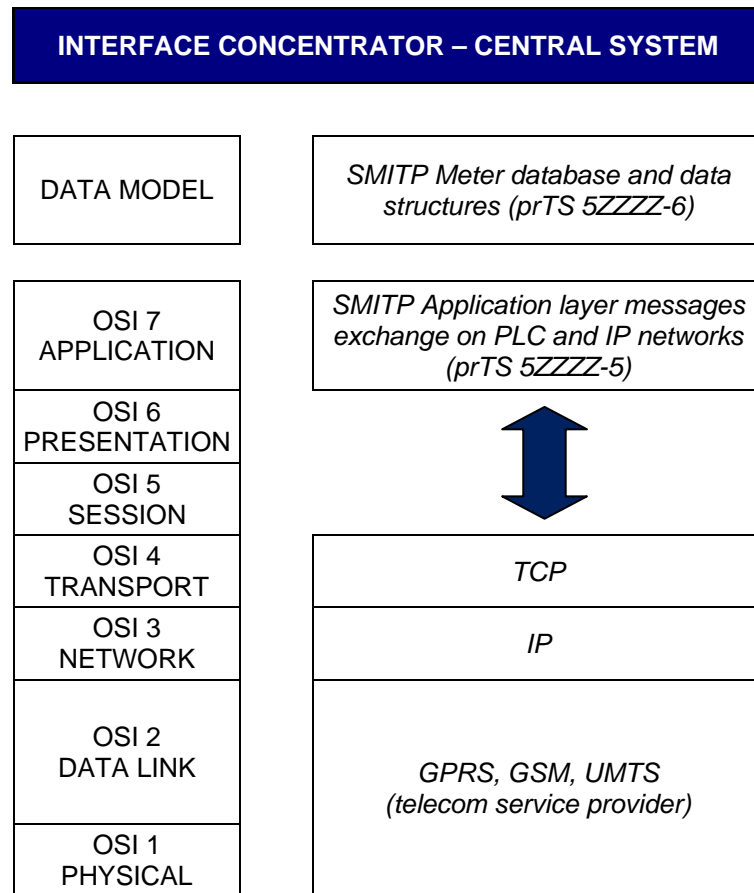 INTERFACE CONCENTRATOR – CENTRAL SYSTEM
DATA MODEL
SMITP Meter database and data
structures (prTS 5ZZZZ-6)
OSI 7
APPLICATION
SMITP Application layer messages
exchange on PLC and IP networks
(prTS 5ZZZZ-5)
OSI 6
PRESENTATION
OSI 5
SESSION
OSI 4
TRANSPORT
TCP
OSI 3
NETWORK
IP
OSI 2
DATA LINK
GPRS, GSM, UMTS
(telecom service provider)
OSI 1
PHYSICAL